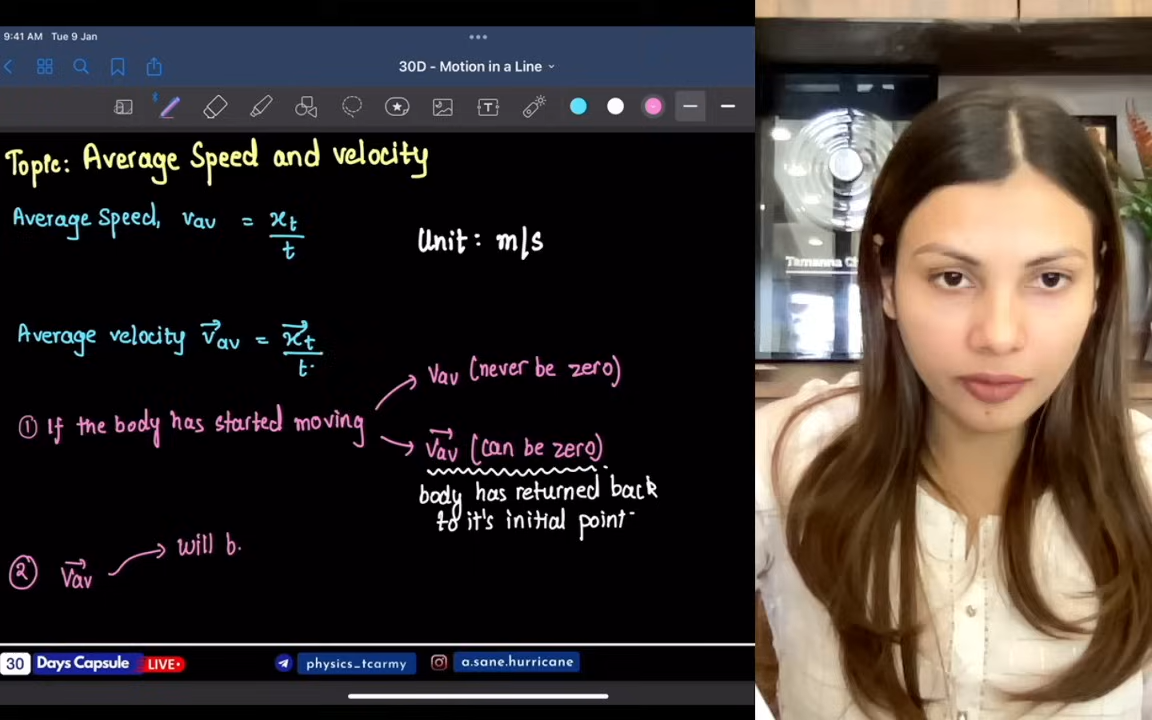 9:41 AM Tue 9 Jan
30D - Motion in a Line
Topic: Average Speed and velocity
Average Speed, vav = xt/t
Unit: m/s
Average velocity v⃗av = x⃗t/t
① If the body has started moving
vav (never be zero)
v⃗av (can be zero)
body has returned back
to it's initial point
② v⃗av
will b
30 Days Capsule LIVE
physics_tcarmy
a.sane.hurricane